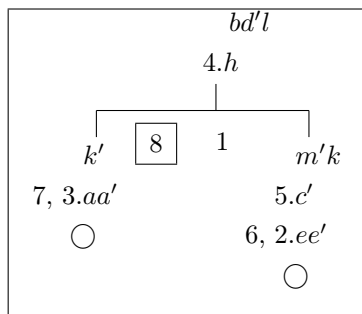 bd′l
4.h
k′ 8 1 m′k
7, 3.aa′ 5.c′
6, 2.ee′